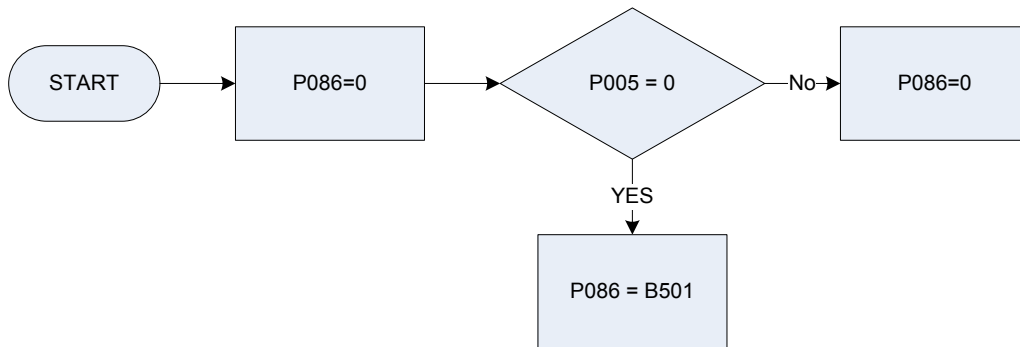 START
P086=0
P005 = 0
No
P086=0
YES
P086 = B501